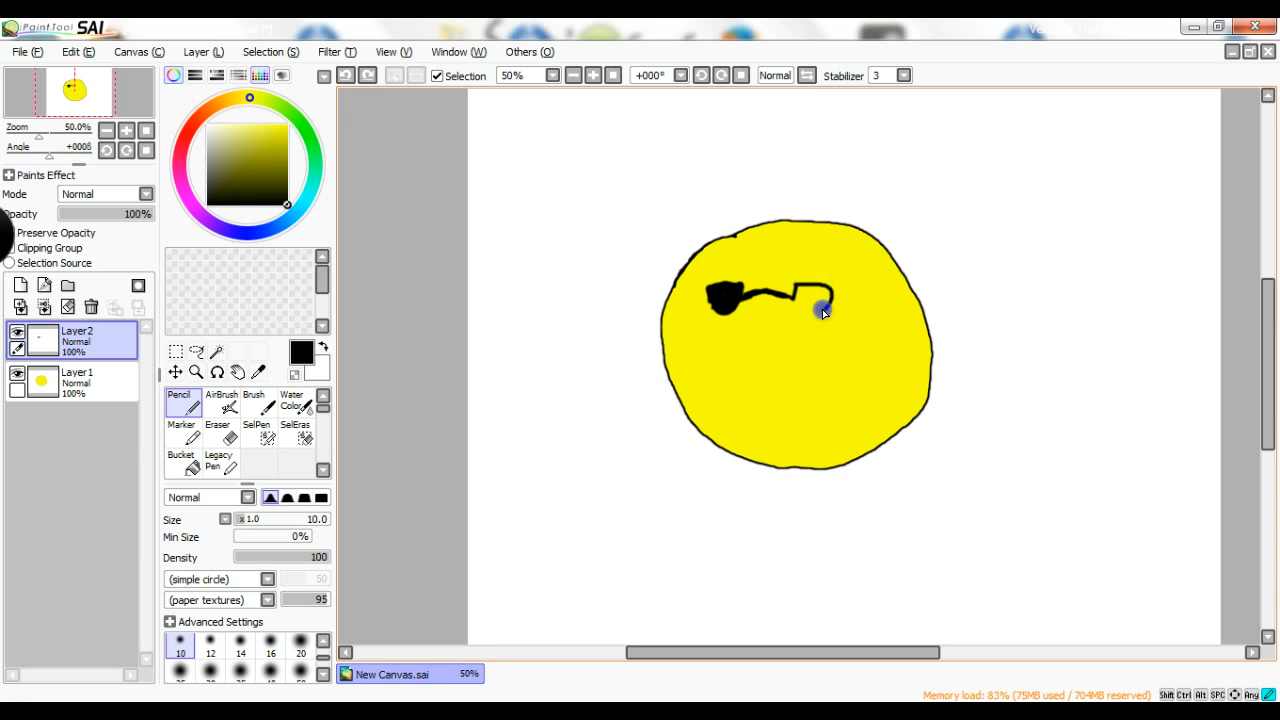 PaintTool SAI
File (F) Edit (E) Canvas (C) Layer (L) Selection (S) Filter (T) View (V) Window (W) Others (O)
Selection 50% +000° Normal Stabilizer 3
Zoom 50.0%
Angle +000ß
Paints Effect
Mode Normal
Opacity 100%
Preserve Opacity
Clipping Group
Selection Source
Layer2
Normal
100%
Layer1
Normal
100%
Pencil AirBrush Brush Water Color
Marker Eraser SelPen SelEras
Bucket Legacy Pen
Normal
Size x 1.0 10.0
Min Size 0%
Density 100
(simple circle) 50
(paper textures) 95
Advanced Settings
10 12 14 16 20
New Canvas.sai 50%
Memory load: 83% (75MB used / 704MB reserved) Shift Ctrl Alt SPC Any